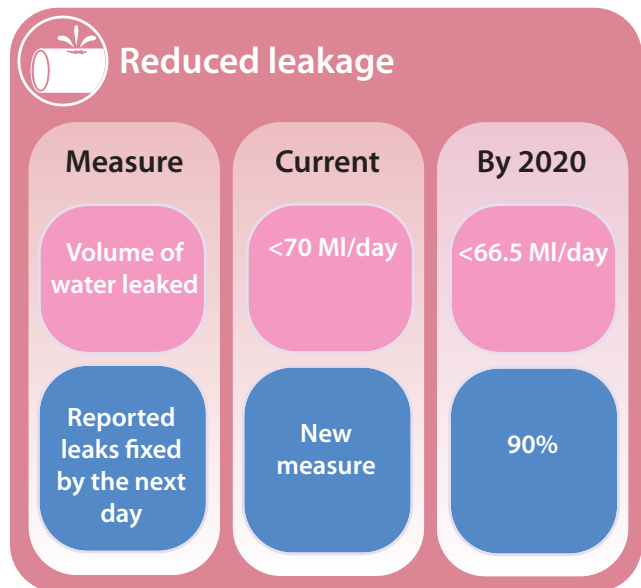 Reduced leakage
Measure
Current
By 2020
Volume of
water leaked
<70 Ml/day
<66.5 Ml/day
Reported
leaks fixed
by the next
day
New
measure
90%